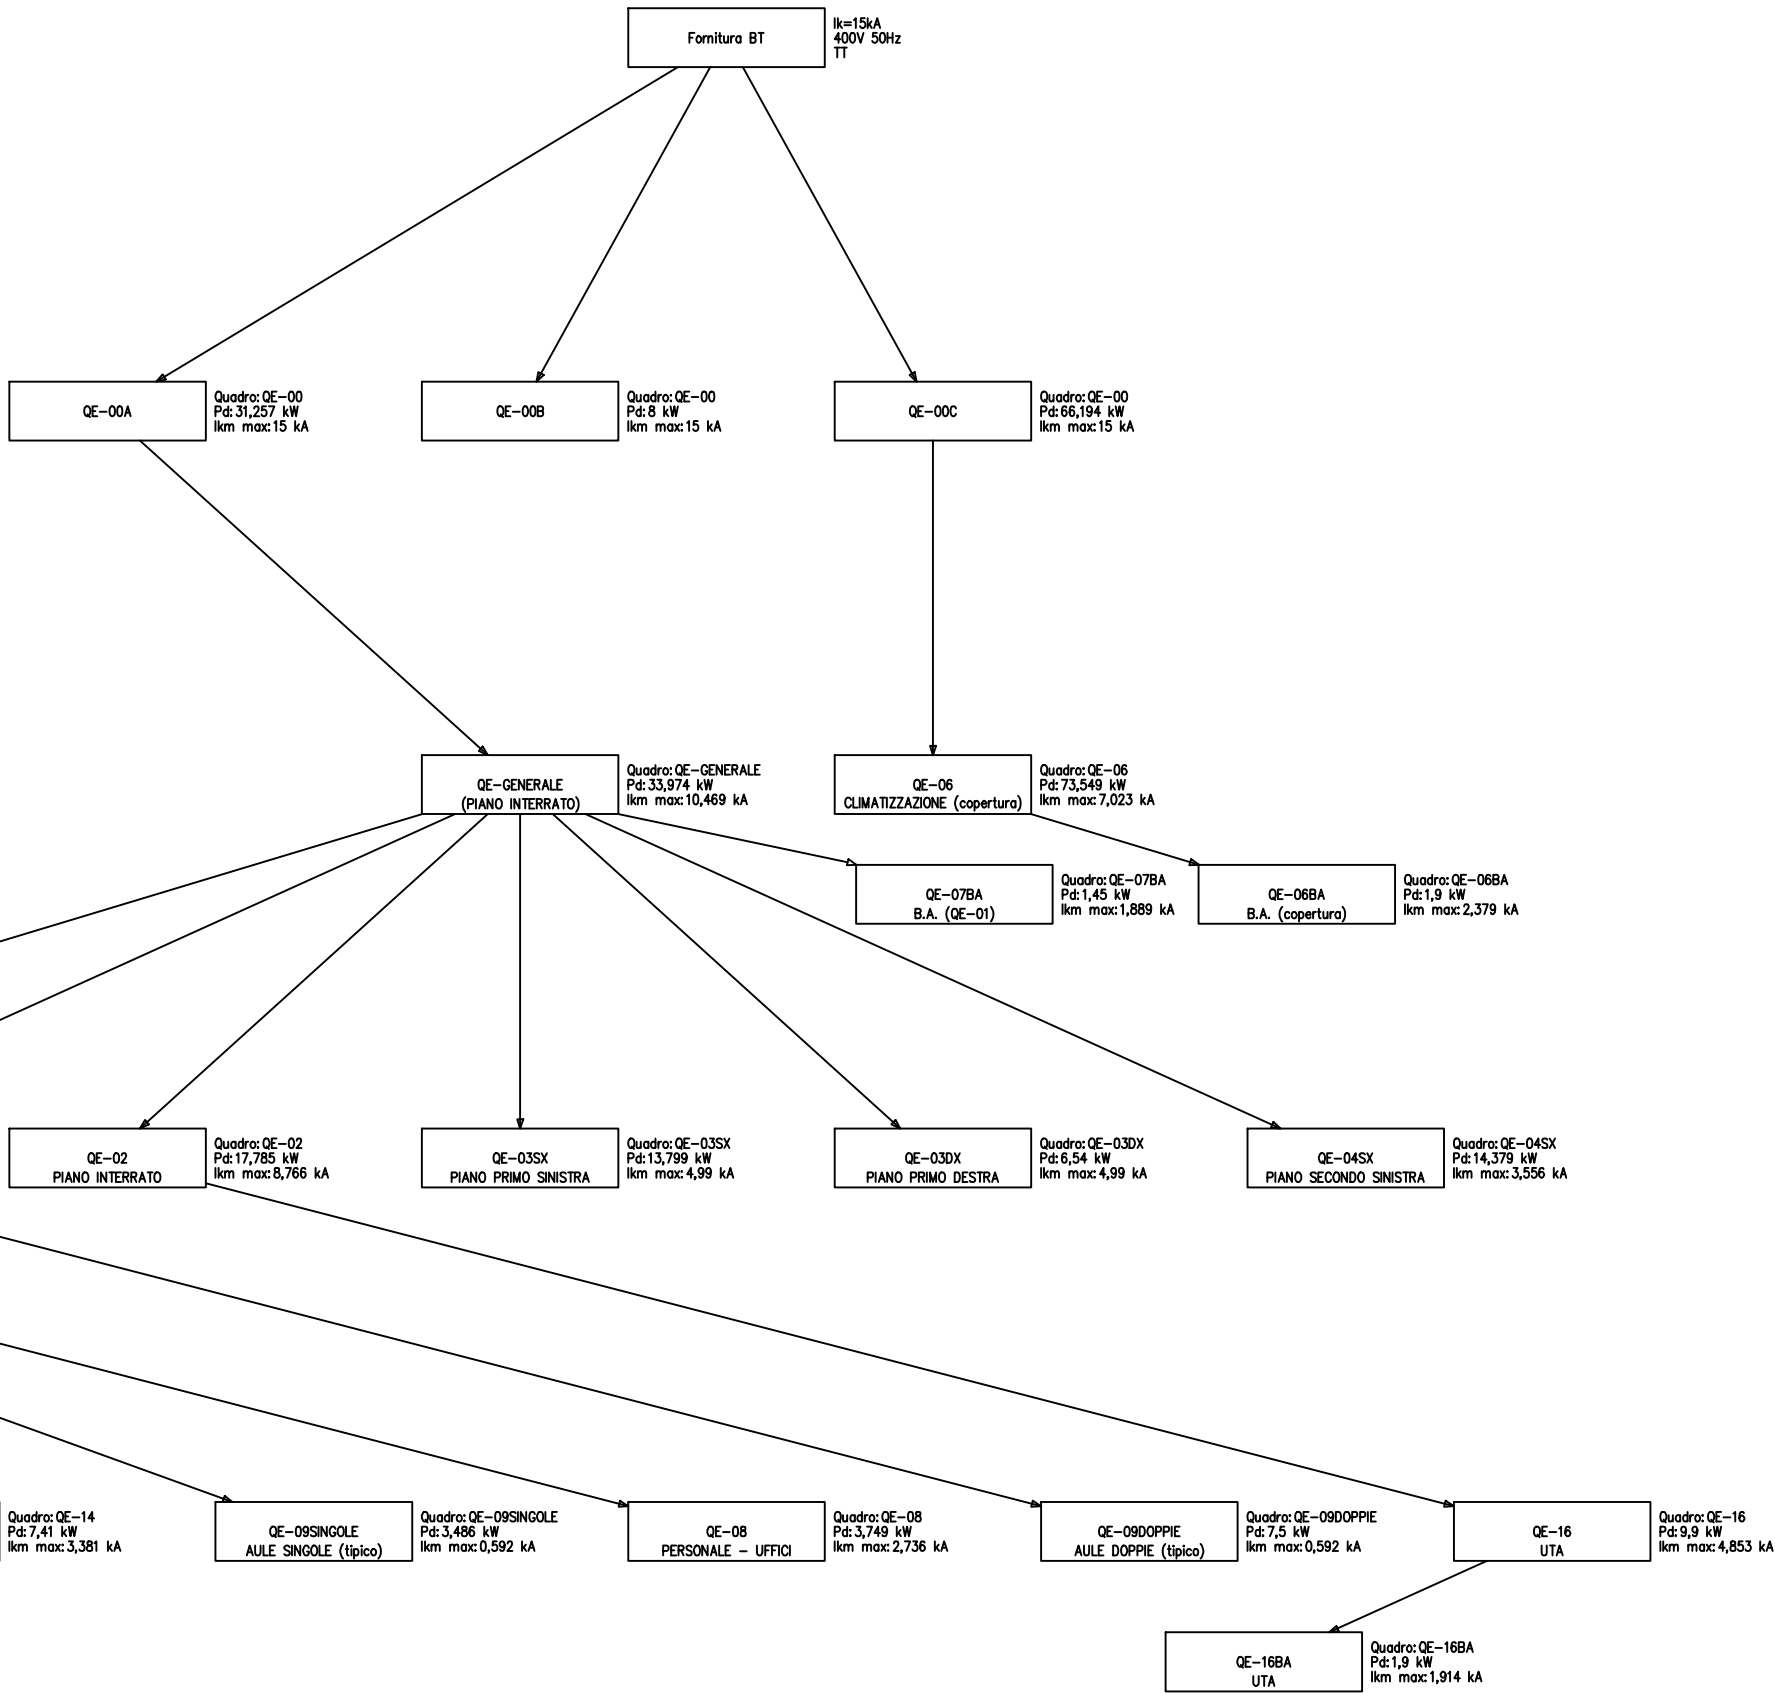 Fornitura BT
Ik=15kA
400V 50Hz
TT
QE-00A
Quadro: QE-00
Pd: 31,257 kW
Ikm max: 15 kA
QE-00B
Quadro: QE-00
Pd: 8 kW
Ikm max: 15 kA
QE-00C
Quadro: QE-00
Pd: 66,194 kW
Ikm max: 15 kA
QE-GENERALE
(PIANO INTERRATO)
Quadro: QE-GENERALE
Pd: 33,974 kW
Ikm max: 10,469 kA
QE-06
CLIMATIZZAZIONE (copertura)
Quadro: QE-06
Pd: 73,549 kW
Ikm max: 7,023 kA
QE-07BA
B.A. (QE-01)
Quadro: QE-07BA
Pd: 1,45 kW
Ikm max: 1,889 kA
QE-06BA
B.A. (copertura)
Quadro: QE-06BA
Pd: 1,9 kW
Ikm max: 2,379 kA
QE-02
PIANO INTERRATO
Quadro: QE-02
Pd: 17,785 kW
Ikm max: 8,766 kA
QE-03SX
PIANO PRIMO SINISTRA
Quadro: QE-03SX
Pd: 13,799 kW
Ikm max: 4,99 kA
QE-03DX
PIANO PRIMO DESTRA
Quadro: QE-03DX
Pd: 6,54 kW
Ikm max: 4,99 kA
QE-04SX
PIANO SECONDO SINISTRA
Quadro: QE-04SX
Pd: 14,379 kW
Ikm max: 3,556 kA
Quadro: QE-14
Pd: 7,41 kW
Ikm max: 3,381 kA
QE-09SINGOLE
AULE SINGOLE (tipico)
Quadro: QE-09SINGOLE
Pd: 3,486 kW
Ikm max: 0,592 kA
QE-08
PERSONALE - UFFICI
Quadro: QE-08
Pd: 3,749 kW
Ikm max: 2,736 kA
QE-09DOPPIE
AULE DOPPIE (tipico)
Quadro: QE-09DOPPIE
Pd: 7,5 kW
Ikm max: 0,592 kA
QE-16
UTA
Quadro: QE-16
Pd: 9,9 kW
Ikm max: 4,853 kA
QE-16BA
UTA
Quadro: QE-16BA
Pd: 1,9 kW
Ikm max: 1,914 kA